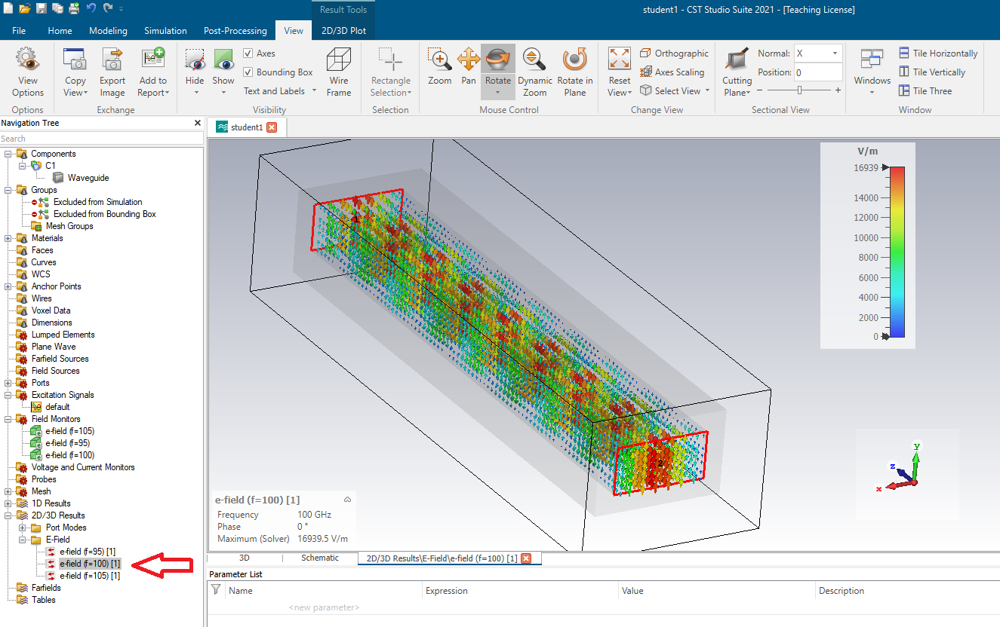 Result Tools
student1 - CST Studio Suite 2021 - [Teaching License]
File Home Modeling Simulation Post-Processing View 2D/3D Plot
View Options
Options
Copy View
Export Image
Add to Report
Exchange
Hide
Show
Axes
Bounding Box
Text and Labels
Wire Frame
Visibility
Rectangle Selection
Selection
Zoom
Pan
Rotate
Dynamic Zoom
Rotate in Plane
Mouse Control
Reset View
Orthographic
Axes Scaling
Select View
Change View
Cutting Plane
Normal: X
Position: 0
Sectional View
Windows
Tile Horizontally
Tile Vertically
Tile Three
Window
Navigation Tree
Search
Components
C1
Waveguide
Groups
Excluded from Simulation
Excluded from Bounding Box
Mesh Groups
Materials
Faces
Curves
WCS
Anchor Points
Wires
Voxel Data
Dimensions
Lumped Elements
Plane Wave
Farfield Sources
Field Sources
Ports
Excitation Signals
default
Field Monitors
e-field (f=105)
e-field (f=95)
e-field (f=100)
Voltage and Current Monitors
Probes
Mesh
1D Results
2D/3D Results
Port Modes
E-Field
e-field (f=95) [1]
e-field (f=100) [1]
e-field (f=105) [1]
Farfields
Tables
student1
V/m
16939
14000
12000
10000
8000
6000
4000
2000
0
1
2
y
z
x
e-field (f=100) [1]
Frequency 100 GHz
Phase 0 °
Maximum (Solver) 16939.5 V/m
3D Schematic 2D/3D Results\E-Field\e-field (f=100) [1]
Parameter List
Name Expression Value Description
<new parameter>